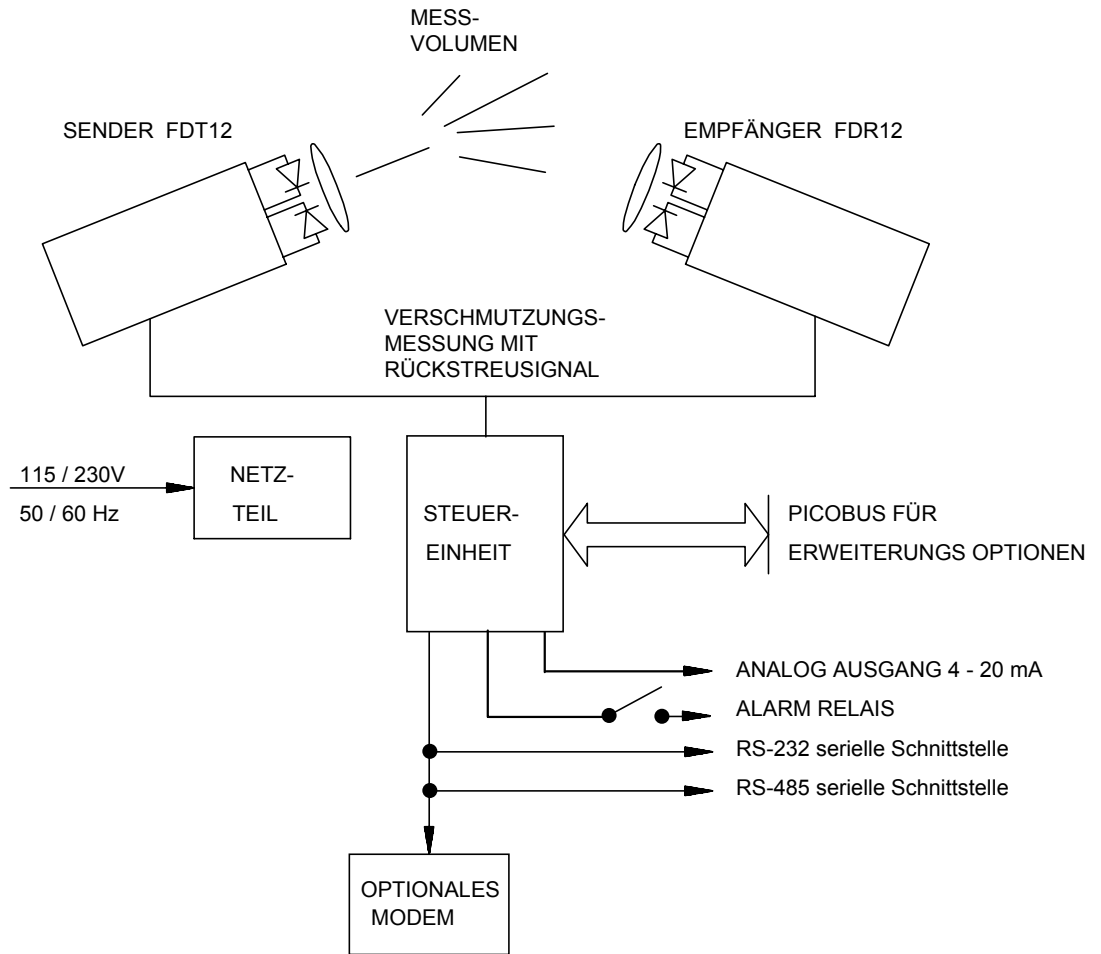 MESS-
VOLUMEN
SENDER FDT12
EMPFÄNGER FDR12
VERSCHMUTZUNGS-
MESSUNG MIT
RÜCKSTREUSIGNAL
115 / 230V
50 / 60 Hz
NETZ-
TEIL
STEUER-
EINHEIT
PICOBUS FÜR
ERWEITERUNGS OPTIONEN
ANALOG AUSGANG 4 - 20 mA
ALARM RELAIS
RS-232 serielle Schnittstelle
RS-485 serielle Schnittstelle
OPTIONALES
MODEM